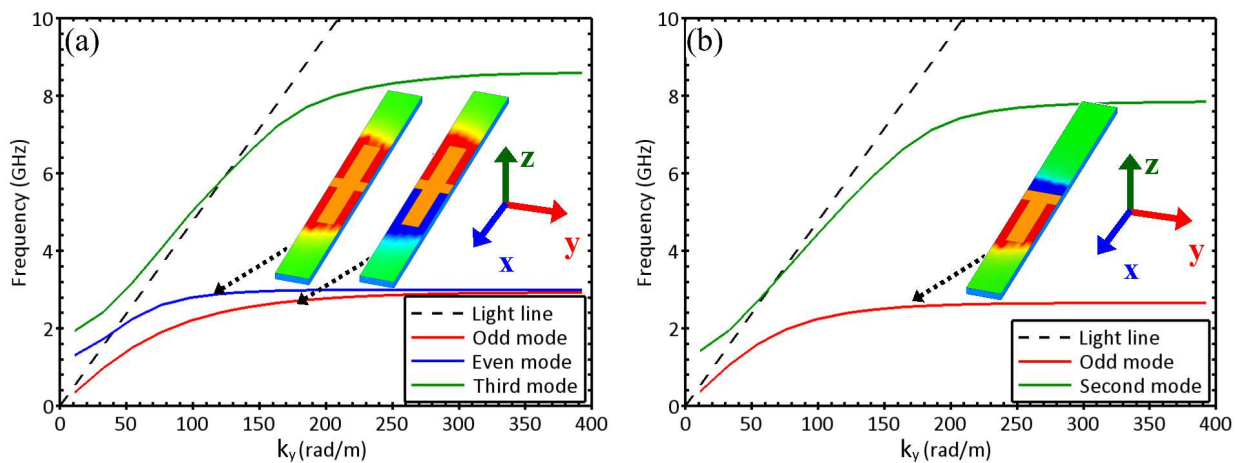 (a)
Frequency (GHz)
10
8
6
4
2
0
z
y
x
Light line
Odd mode
Even mode
Third mode
0 50 100 150 200 250 300 350 400
ky (rad/m)
(b)
Frequency (GHz)
10
8
6
4
2
0
z
y
x
Light line
Odd mode
Second mode
0 50 100 150 200 250 300 350 400
ky (rad/m)